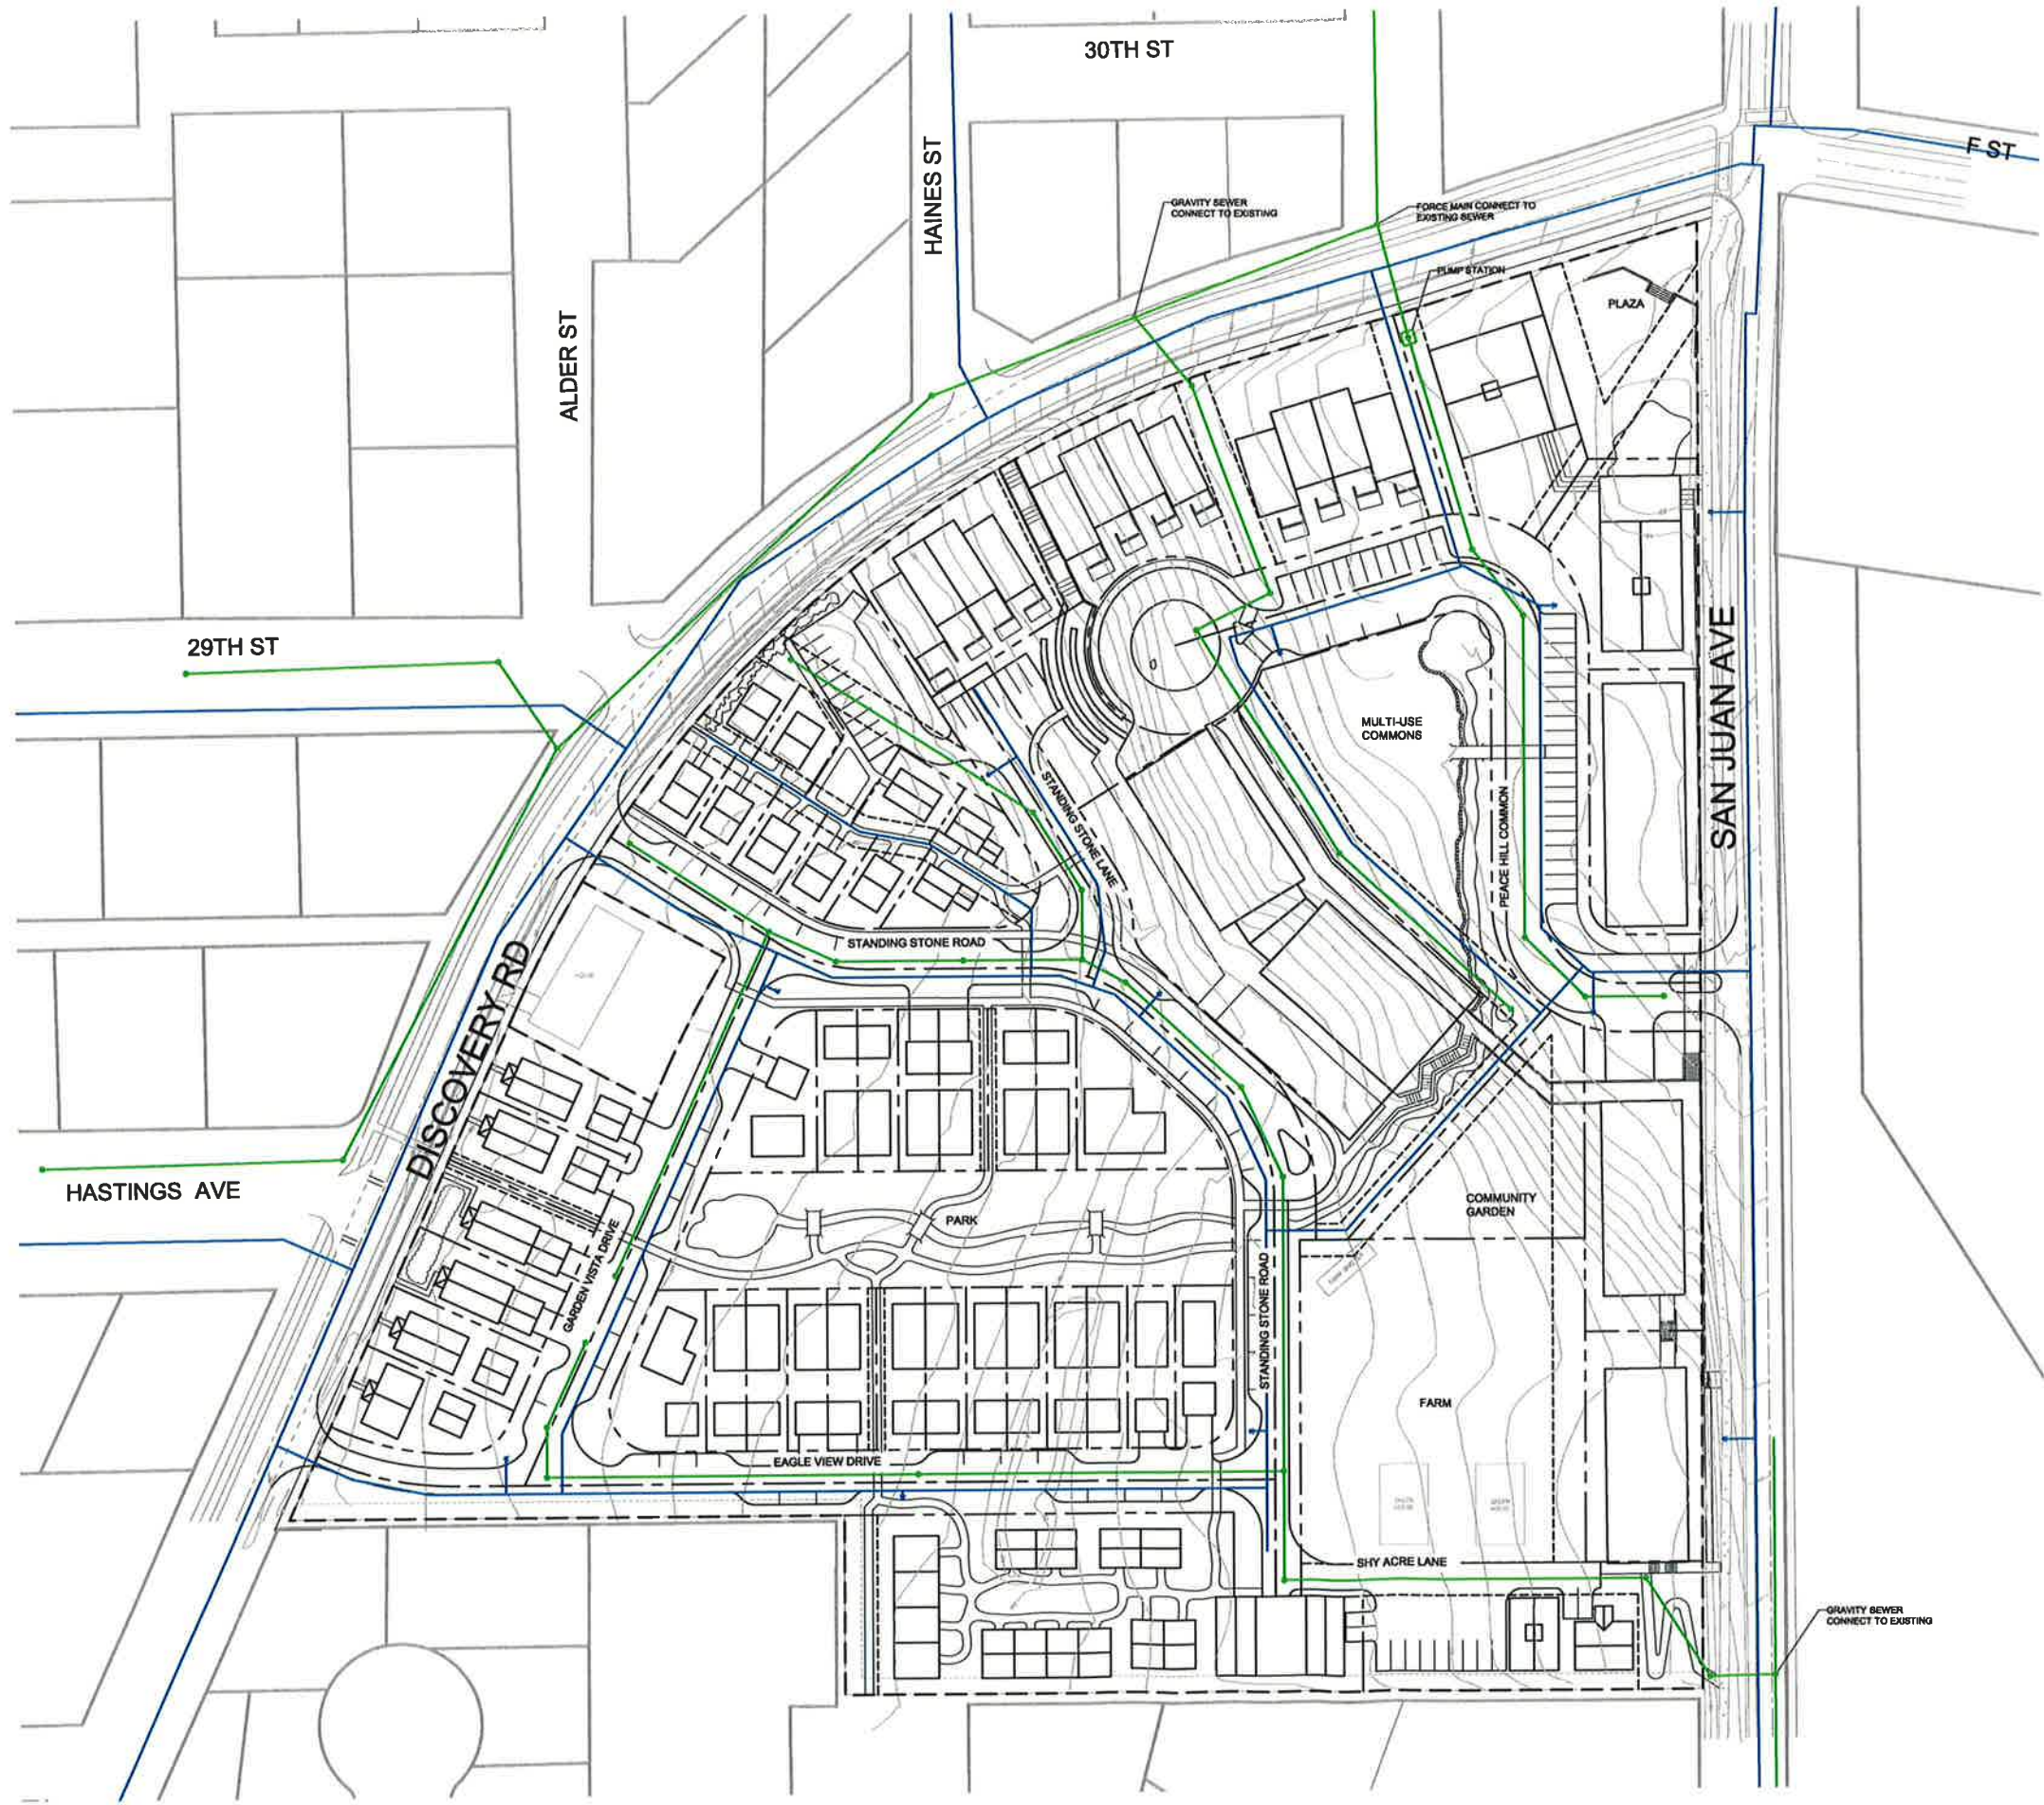 30TH ST
F ST
HAINES ST
GRAVITY SEWER
CONNECT TO EXISTING
FORCE MAIN CONNECT TO
EXISTING SEWER
PUMP STATION
PLAZA
ALDER ST
29TH ST
MULTI-USE
COMMONS
SAN JUAN AVE
STANDING STONE LANE
PEACE HILL COMMON
STANDING STONE ROAD
DISCOVERY RD
HASTINGS AVE
PARK
COMMUNITY
GARDEN
GARDEN VISTA DRIVE
STANDING STONE ROAD
FARM
EAGLE VIEW DRIVE
SHY ACRE LANE
GRAVITY SEWER
CONNECT TO EXISTING